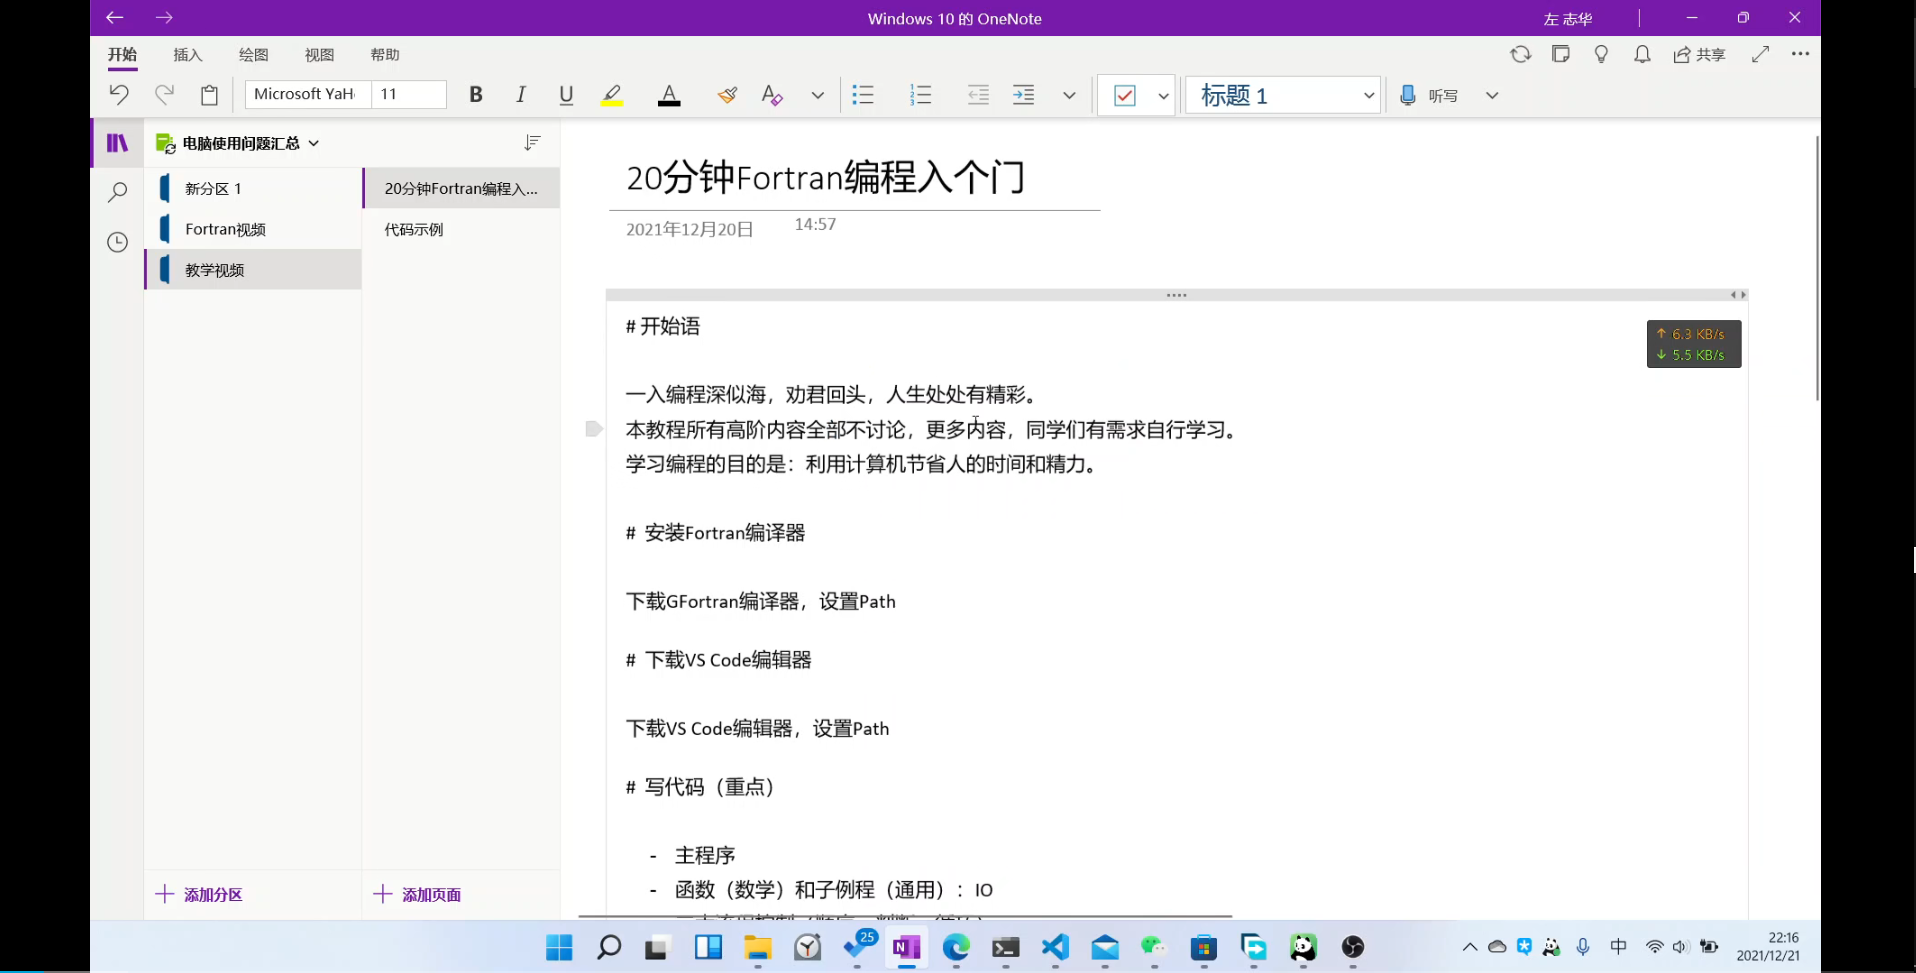 Windows 10 的 OneNote
左 志华
开始
插入
绘图
视图
帮助
共享
Microsoft YaH
11
B
I
U
A
A
标题 1
听写
电脑使用问题汇总
新分区 1
Fortran视频
教学视频
20分钟Fortran编程入...
代码示例
20分钟Fortran编程入个门
2021年12月20日
14:57
# 开始语
↑ 6.3 KB/s
↓ 5.5 KB/s
一入编程深似海，劝君回头，人生处处有精彩。
本教程所有高阶内容全部不讨论，更多内容，同学们有需求自行学习。
学习编程的目的是：利用计算机节省人的时间和精力。
# 安装Fortran编译器
下载GFortran编译器，设置Path
# 下载VS Code编辑器
下载VS Code编辑器，设置Path
# 写代码（重点）
- 主程序
- 函数（数学）和子例程（通用）：IO
添加分区
添加页面
25
中
22:16
2021/12/21